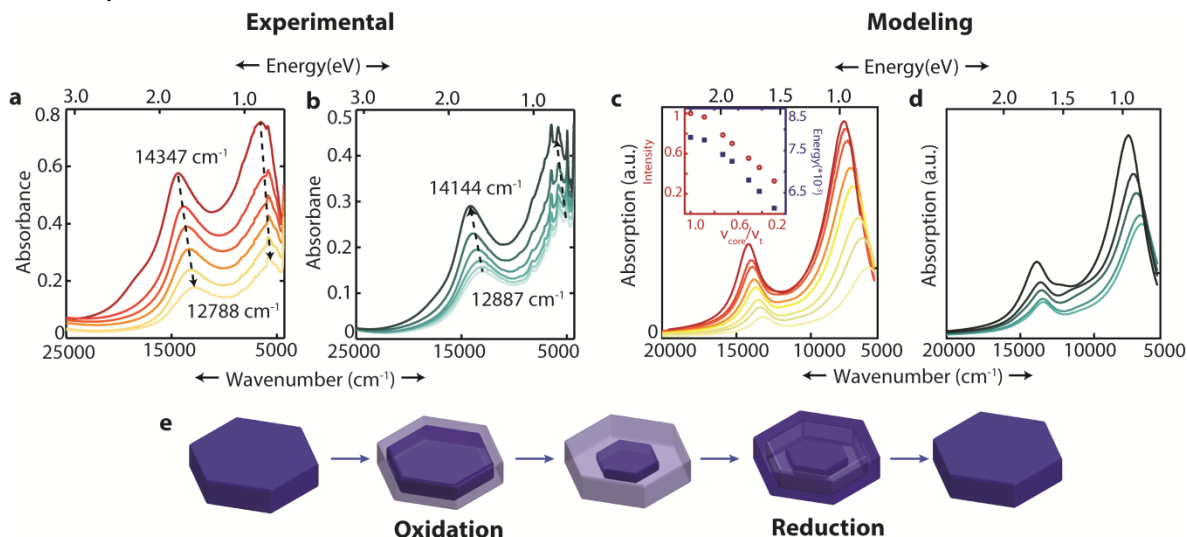 Experimental
Modeling
← Energy(eV) →
← Energy(eV) →
a
3.0
2.0
1.0
b
3.0
2.0
1.0
c
2.0
1.5
1.0
d
2.0
1.5
1.0
Absorbance
0.8
0.6
0.4
0.2
0
14347 cm⁻¹
12788 cm⁻¹
25000
15000
5000
Absorbane
0.5
0.4
0.3
0.2
0.1
0
14144 cm⁻¹
12887 cm⁻¹
25000
15000
5000
← Wavenumber (cm⁻¹) →
Absorption (a.u.)
0
Intensity
1
0.6
0.2
Energy(*10⁻³)
8.5
7.5
6.5
1.0
0.6
0.2
V_core/V_t
20000
15000
10000
5000
Absorption (a.u.)
0
20000
15000
10000
5000
← Wavenumber (cm⁻¹) →
e
Oxidation
Reduction